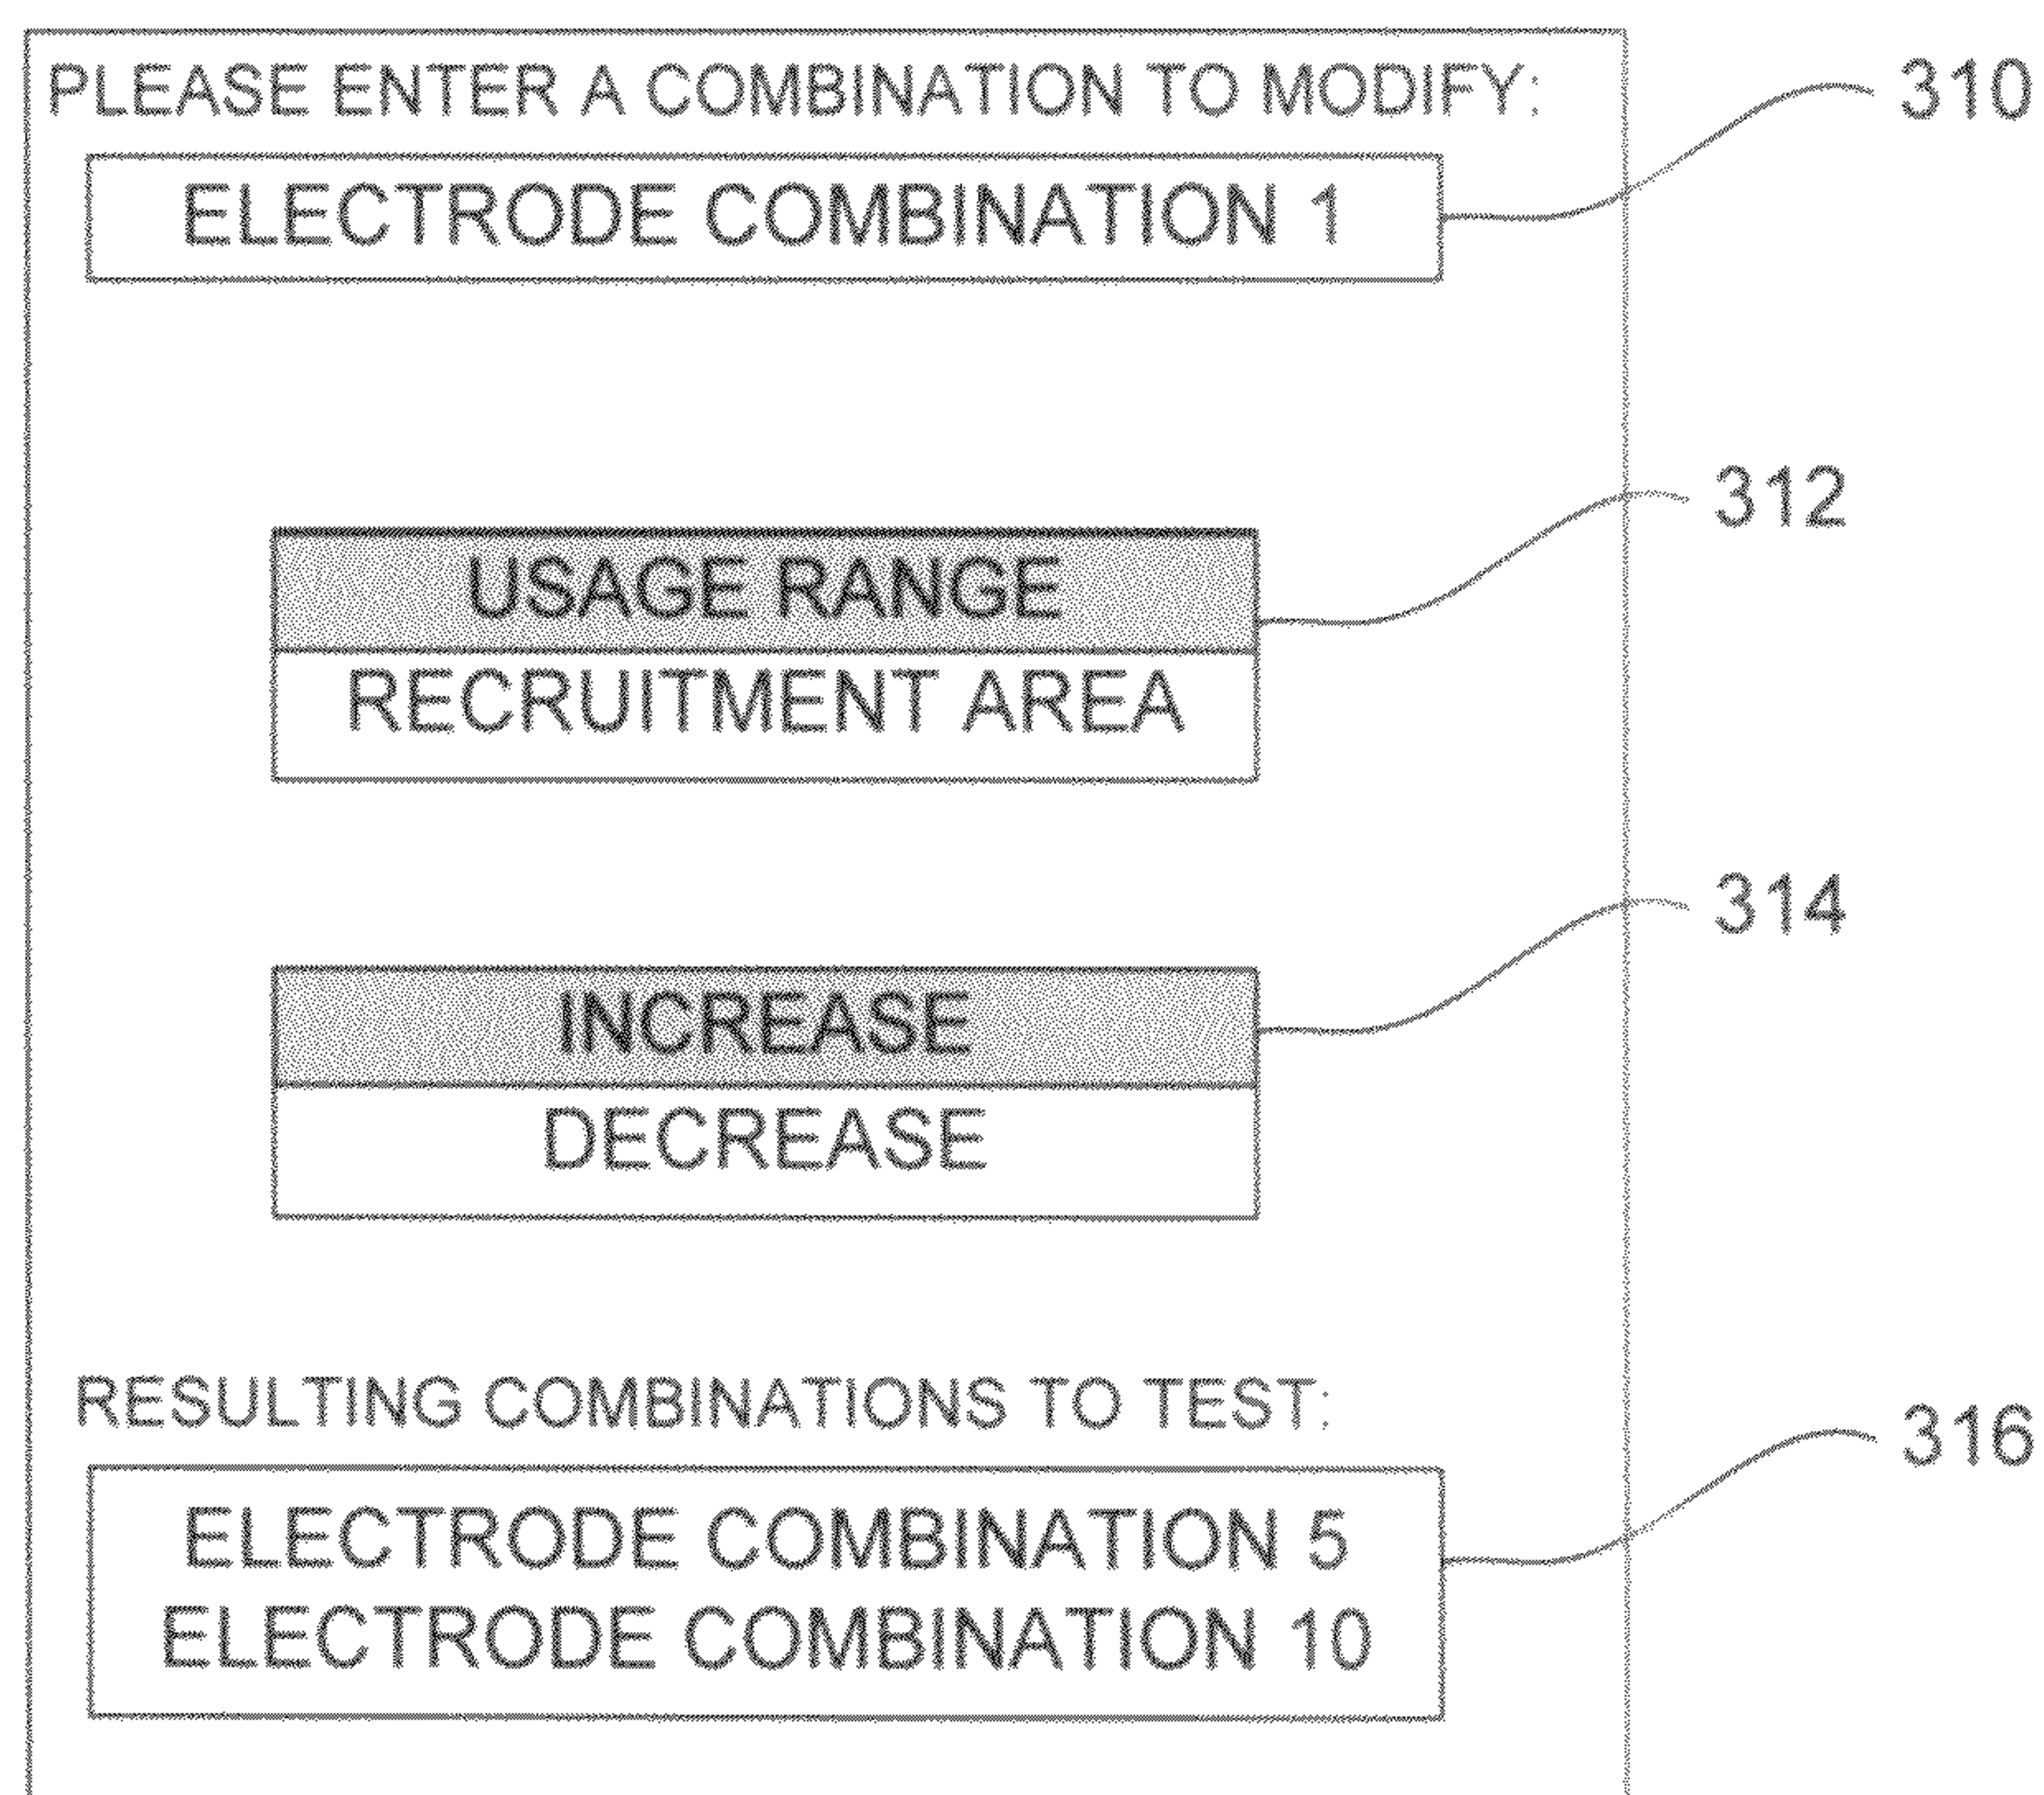 PLEASE ENTER A COMBINATION TO MODIFY:
310
ELECTRODE COMBINATION 1
312
USAGE RANGE
RECRUITMENT AREA
314
INCREASE
DECREASE
RESULTING COMBINATIONS TO TEST:
316
ELECTRODE COMBINATION 5
ELECTRODE COMBINATION 10